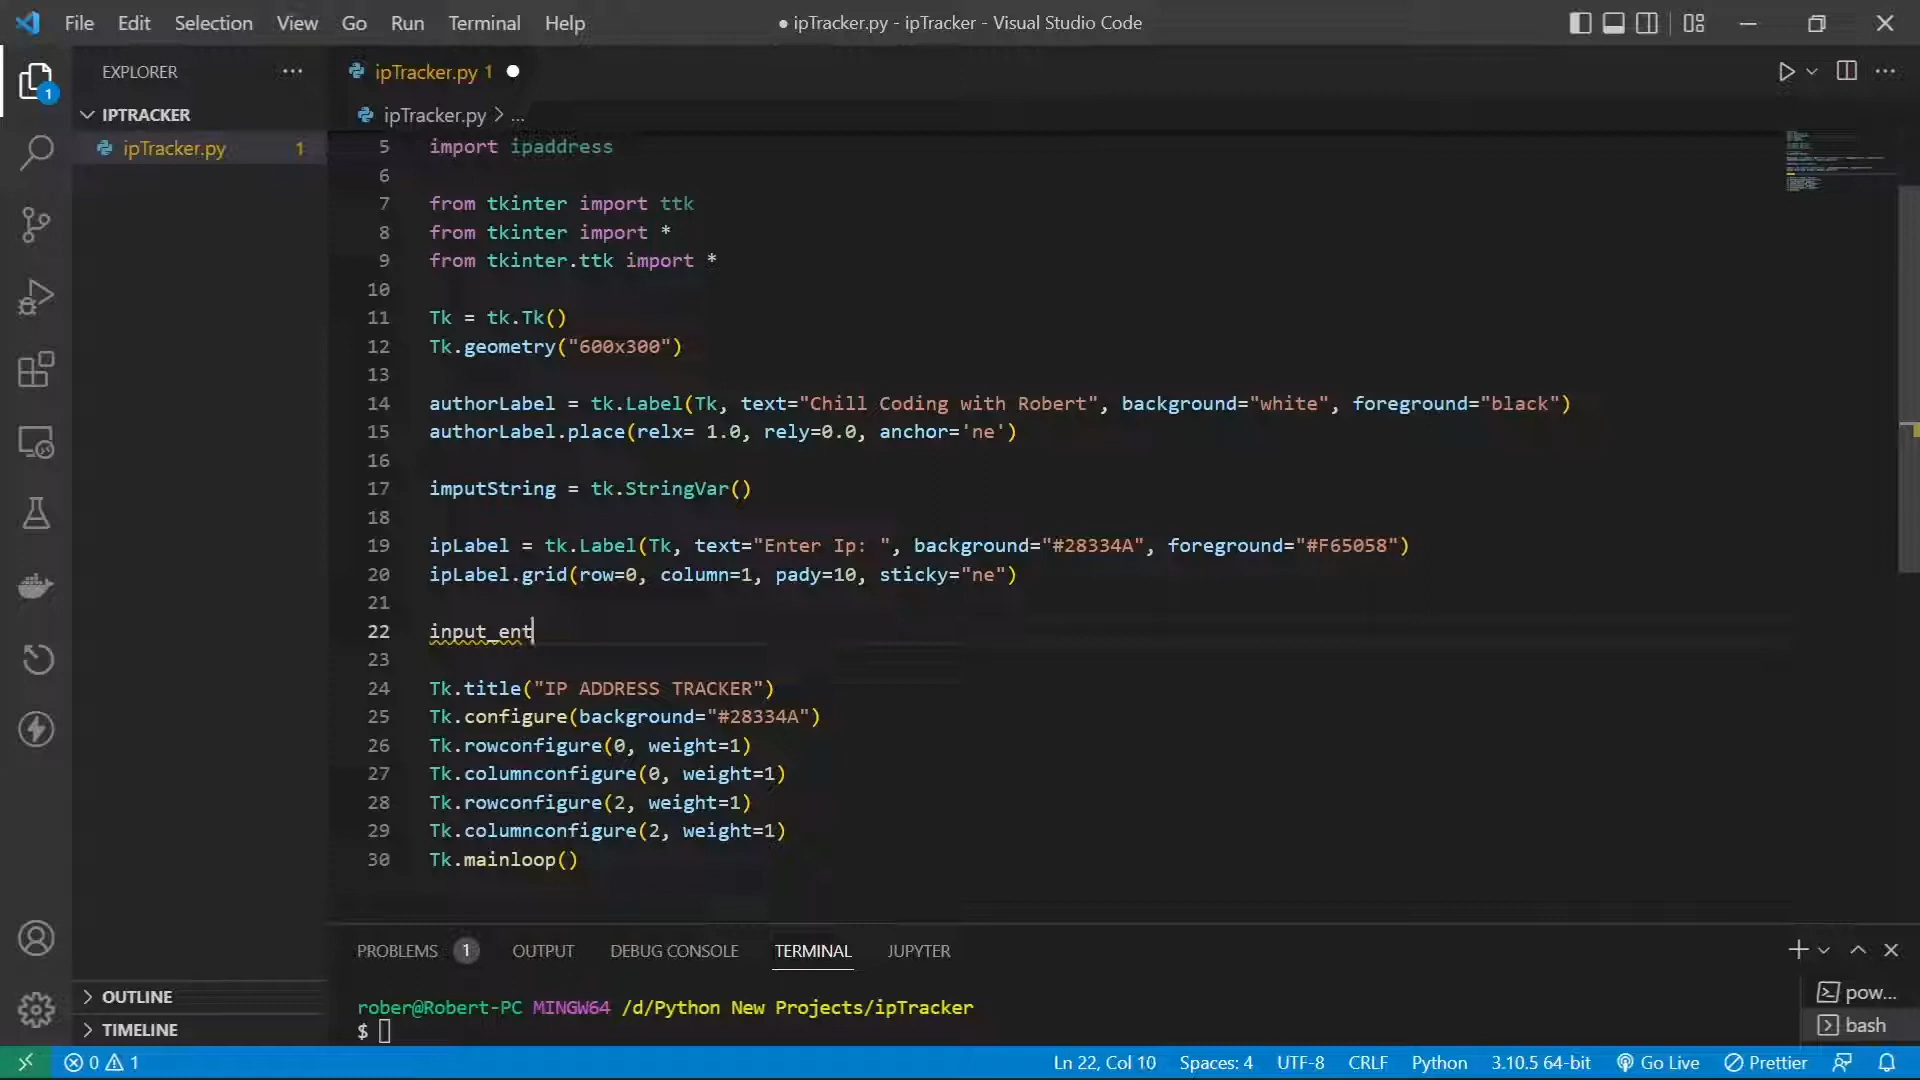 File Edit Selection View Go Run Terminal Help ● ipTracker.py - ipTracker - Visual Studio Code
EXPLORER ··· ipTracker.py 1
1
IPTRACKER ipTracker.py > ...
ipTracker.py 1
5 import ipaddress
6
7 from tkinter import ttk
8 from tkinter import *
9 from tkinter.ttk import *
10
11 Tk = tk.Tk()
12 Tk.geometry("600x300")
13
14 authorLabel = tk.Label(Tk, text="Chill Coding with Robert", background="white", foreground="black")
15 authorLabel.place(relx= 1.0, rely=0.0, anchor='ne')
16
17 imputString = tk.StringVar()
18
19 ipLabel = tk.Label(Tk, text="Enter Ip: ", background="#28334A", foreground="#F65058")
20 ipLabel.grid(row=0, column=1, pady=10, sticky="ne")
21
22 input_ent
23
24 Tk.title("IP ADDRESS TRACKER")
25 Tk.configure(background="#28334A")
26 Tk.rowconfigure(0, weight=1)
27 Tk.columnconfigure(0, weight=1)
28 Tk.rowconfigure(2, weight=1)
29 Tk.columnconfigure(2, weight=1)
30 Tk.mainloop()
PROBLEMS 1 OUTPUT DEBUG CONSOLE TERMINAL JUPYTER
OUTLINE
TIMELINE
rober@Robert-PC MINGW64 /d/Python New Projects/ipTracker
$
pow...
bash
0 1 Ln 22, Col 10 Spaces: 4 UTF-8 CRLF Python 3.10.5 64-bit Go Live Prettier